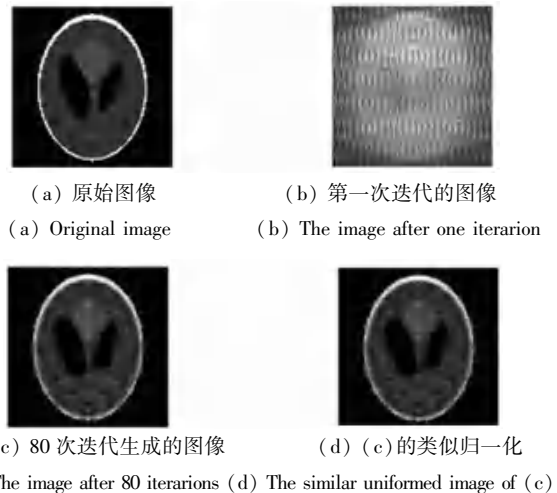 (a) 原始图像
(b) 第一次迭代的图像
(a) Original image
(b) The image after one iterarion
c) 80 次迭代生成的图像
(d) (c)的类似归一化
The image after 80 iterarions (d) The similar uniformed image of (c)